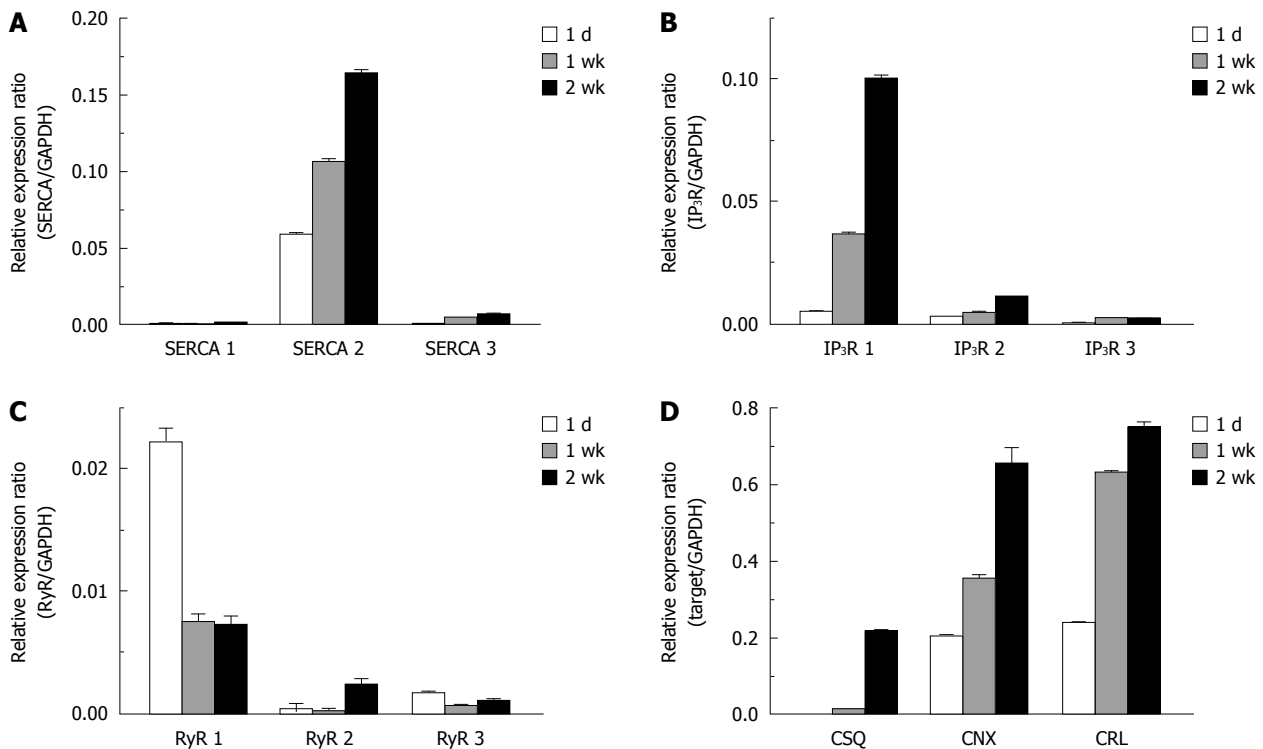 A
Relative expression ratio
(SERCA/GAPDH)
0.20
0.15
0.10
0.05
0.00
1 d
1 wk
2 wk
SERCA 1 SERCA 2 SERCA 3
B
Relative expression ratio
(IP₃R/GAPDH)
0.10
0.05
0.00
1 d
1 wk
2 wk
IP₃R 1 IP₃R 2 IP₃R 3
C
Relative expression ratio
(RyR/GAPDH)
0.02
0.01
0.00
1 d
1 wk
2 wk
RyR 1 RyR 2 RyR 3
D
Relative expression ratio
(target/GAPDH)
0.8
0.6
0.4
0.2
0.0
1 d
1 wk
2 wk
CSQ CNX CRL